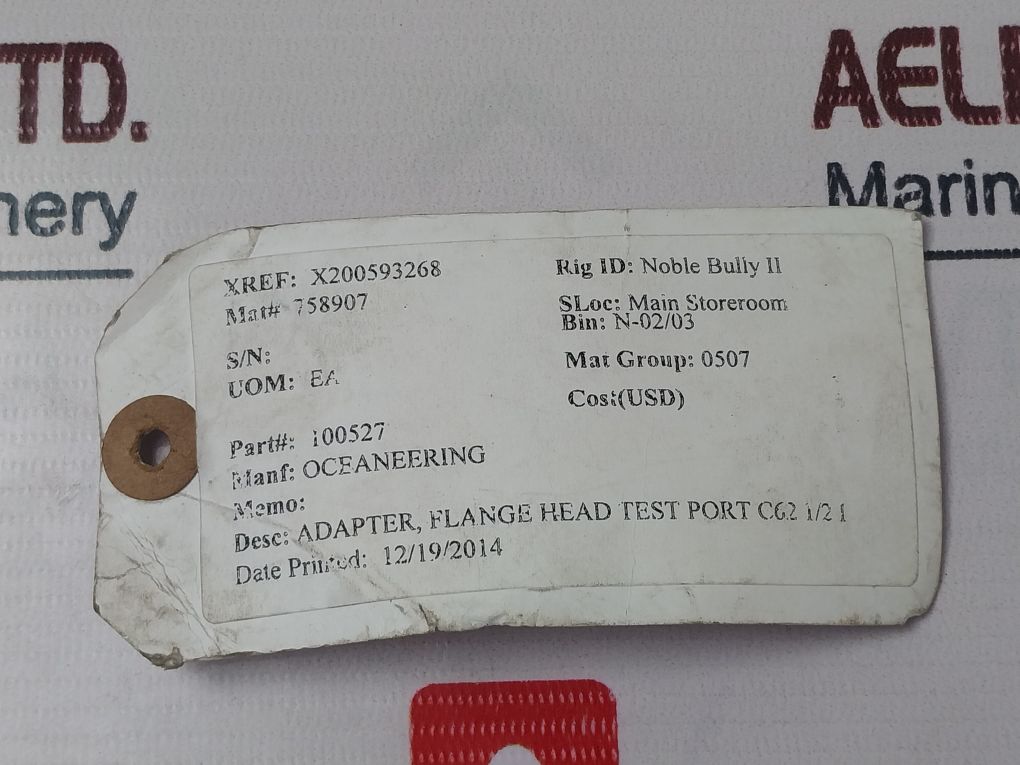 TD.
AEL
nery
Marin
XREF: X200593268
Rig ID: Noble Bully II
Mat# 758907
SLoc: Main Storeroom
Bin: N-02/03
S/N:
Mat Group: 0507
UOM: EA
Cost(USD)
Part#: 100527
Manf: OCEANEERING
Memo:
Desc: ADAPTER, FLANGE HEAD TEST PORT C62 1/2 1
Date Printed: 12/19/2014